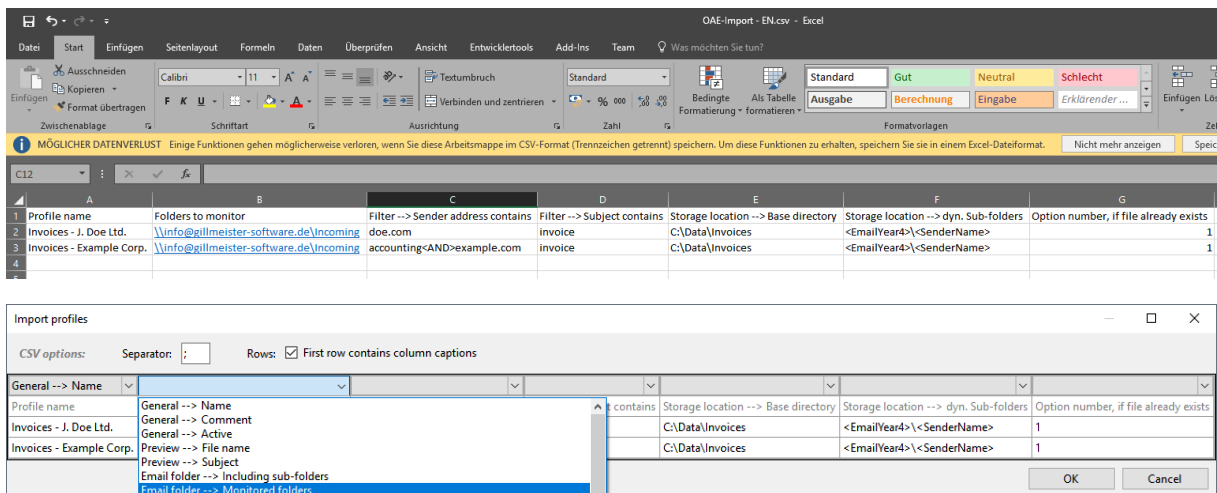 OAE-Import - EN.csv - Excel
Datei Start Einfügen Seitenlayout Formeln Daten Überprüfen Ansicht Entwicklertools Add-Ins Team Was möchten Sie tun?
Ausschneiden
Kopieren
Format übertragen
Einfügen
Calibri 11 A A
F K U
Textumbruch
Verbinden und zentrieren
Standard
% 000
Bedingte Formatierung
Als Tabelle formatieren
Standard Gut Neutral Schlecht
Ausgabe Berechnung Eingabe Erklärender ...
Einfügen Lös
Zwischenablage Schriftart Ausrichtung Zahl Formatvorlagen Zel
MÖGLICHER DATENVERLUST Einige Funktionen gehen möglicherweise verloren, wenn Sie diese Arbeitsmappe im CSV-Format (Trennzeichen getrennt) speichern. Um diese Funktionen zu erhalten, speichern Sie sie in einem Excel-Dateiformat. Nicht mehr anzeigen Speic
C12 fx
A B C D E F G
1 Profile name Folders to monitor Filter --> Sender address contains Filter --> Subject contains Storage location --> Base directory Storage location --> dyn. Sub-folders Option number, if file already exists
2 Invoices - J. Doe Ltd. \\info@gillmeister-software.de\Incoming doe.com invoice C:\Data\Invoices <EmailYear4>\<SenderName> 1
3 Invoices - Example Corp. \\info@gillmeister-software.de\Incoming accounting<AND>example.com invoice C:\Data\Invoices <EmailYear4>\<SenderName> 1
4
5
Import profiles
CSV options: Separator: ; Rows: First row contains column captions
General --> Name
Profile name General --> Name t contains Storage location --> Base directory Storage location --> dyn. Sub-folders Option number, if file already exists
General --> Comment
Invoices - J. Doe Ltd. General --> Active C:\Data\Invoices <EmailYear4>\<SenderName> 1
Preview --> File name
Invoices - Example Corp. Preview --> Subject C:\Data\Invoices <EmailYear4>\<SenderName> 1
Email folder --> Including sub-folders
Email folder --> Monitored folders
OK Cancel